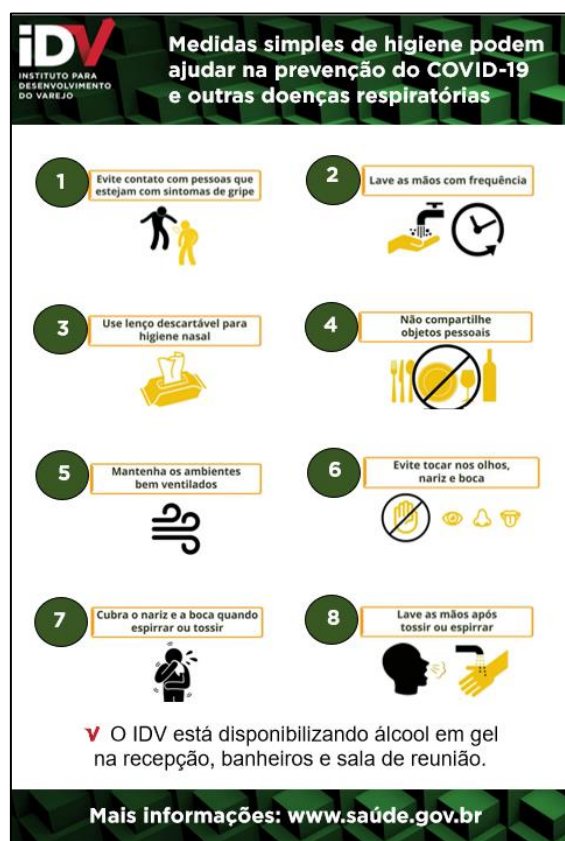 iDV
INSTITUTO PARA
DESENVOLVIMENTO
DO VAREJO
Medidas simples de higiene podem
ajudar na prevenção do COVID-19
e outras doenças respiratórias
1
Evite contato com pessoas que
estejam com sintomas de gripe
2
Lave as mãos com frequência
3
Use lenço descartável para
higiene nasal
4
Não compartilhe
objetos pessoais
5
Mantenha os ambientes
bem ventilados
6
Evite tocar nos olhos,
nariz e boca
7
Cubra o nariz e a boca quando
espirrar ou tossir
8
Lave as mãos após
tossir ou espirrar
V O IDV está disponibilizando álcool em gel
na recepção, banheiros e sala de reunião.
Mais informações: www.saúde.gov.br